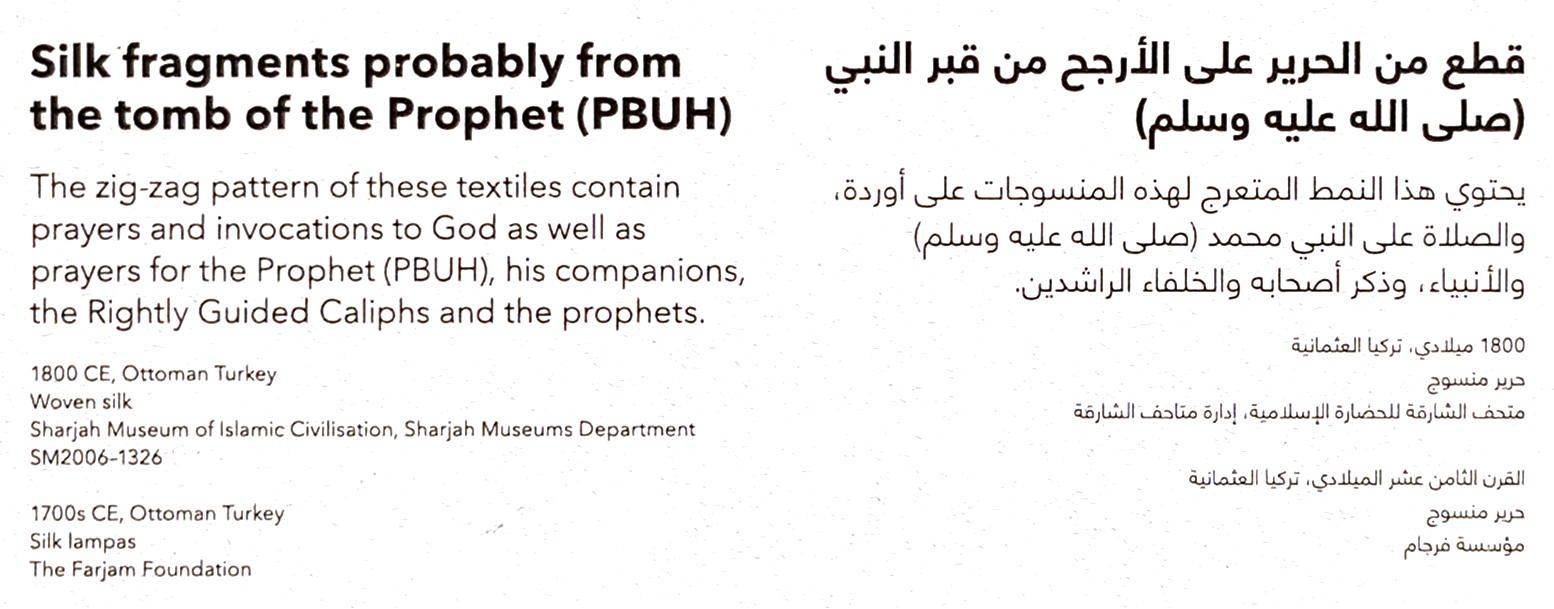 Silk fragments probably from
the tomb of the Prophet (PBUH)
The zig-zag pattern of these textiles contain
prayers and invocations to God as well as
prayers for the Prophet (PBUH), his companions,
the Rightly Guided Caliphs and the prophets.
1800 CE, Ottoman Turkey
Woven silk
Sharjah Museum of Islamic Civilisation, Sharjah Museums Department
SM2006-1326
1700s CE, Ottoman Turkey
Silk lampas
The Farjam Foundation
قطع من الحرير على الأرجح من قبر النبي
(صلى الله عليه وسلم)
يحتوي هذا النمط المتعرج لهذه المنسوجات على أوردة،
والصلاة على النبي محمد (صلى الله عليه وسلم)
والأنبياء، وذكر أصحابه والخلفاء الراشدين.
1800 ميلادي، تركيا العثمانية
حرير منسوج
متحف الشارقة للحضارة الإسلامية، إدارة متاحف الشارقة
القرن الثامن عشر الميلادي، تركيا العثمانية
حرير منسوج
مؤسسة فرجام